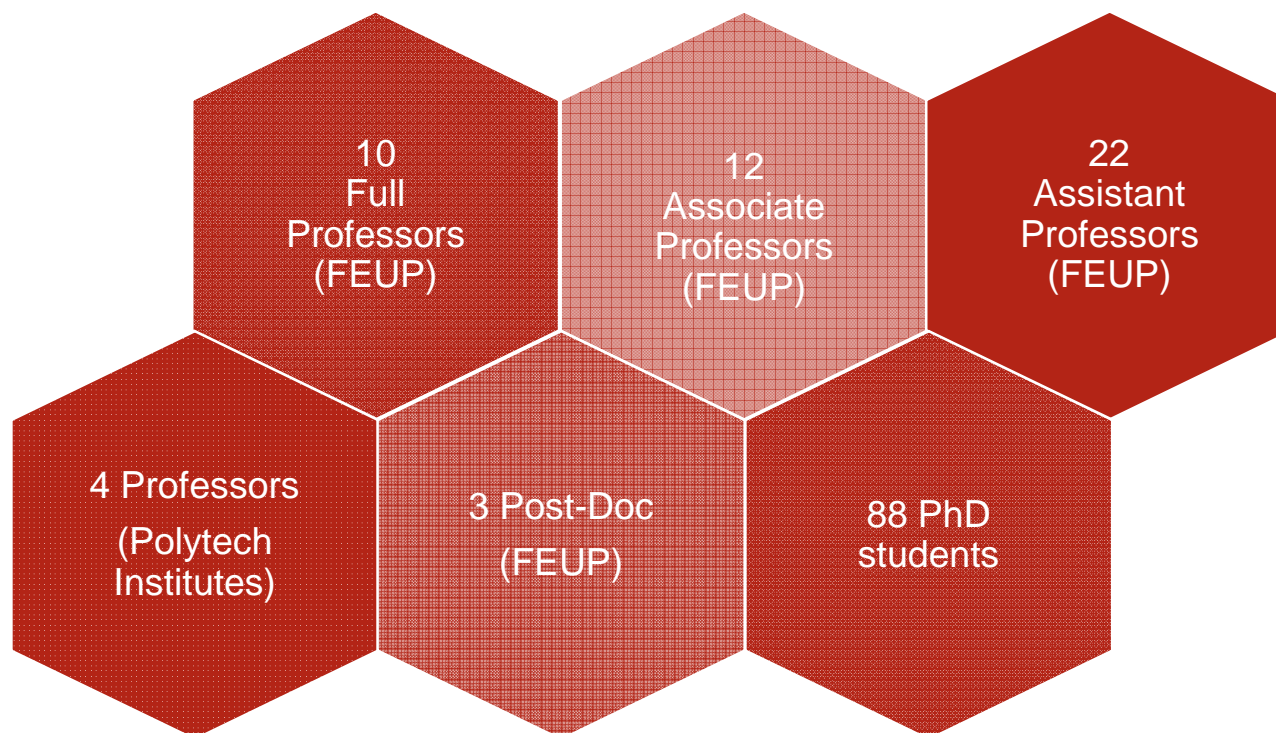 10
Full
Professors
(FEUP)
12
Associate
Professors
(FEUP)
22
Assistant
Professors
(FEUP)
4 Professors
(Polytech
Institutes)
3 Post-Doc
(FEUP)
88 PhD
students